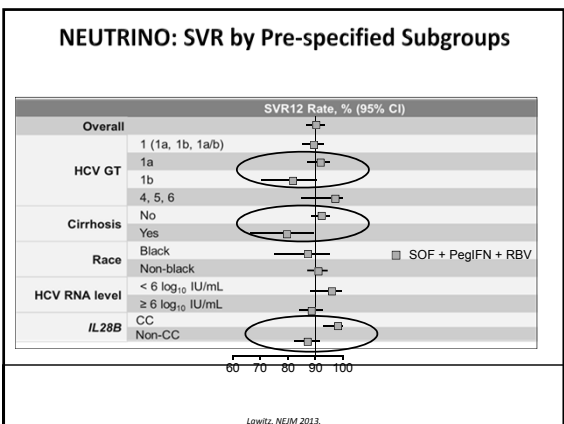 NEUTRINO: SVR by Pre-specified Subgroups
SVR12 Rate, % (95% CI)
Overall
HCV GT
1 (1a, 1b, 1a/b)
1a
1b
4, 5, 6
Cirrhosis
No
Yes
Race
Black
Non-black
SOF + PegIFN + RBV
HCV RNA level
< 6 log₁₀ IU/mL
≥ 6 log₁₀ IU/mL
IL28B
CC
Non-CC
60 70 80 90 100
Lawitz, NEJM 2013.